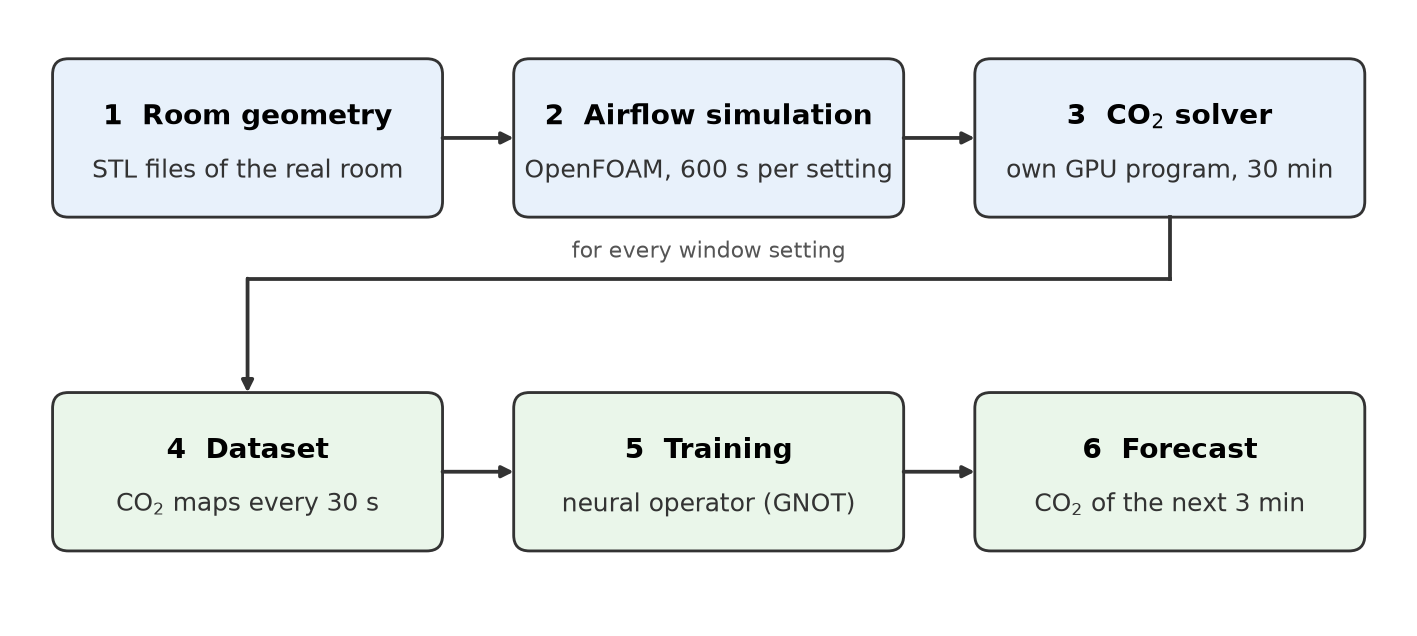 1 Room geometry
STL files of the real room
2 Airflow simulation
OpenFOAM, 600 s per setting
3 CO₂ solver
own GPU program, 30 min
for every window setting
4 Dataset
CO₂ maps every 30 s
5 Training
neural operator (GNOT)
6 Forecast
CO₂ of the next 3 min